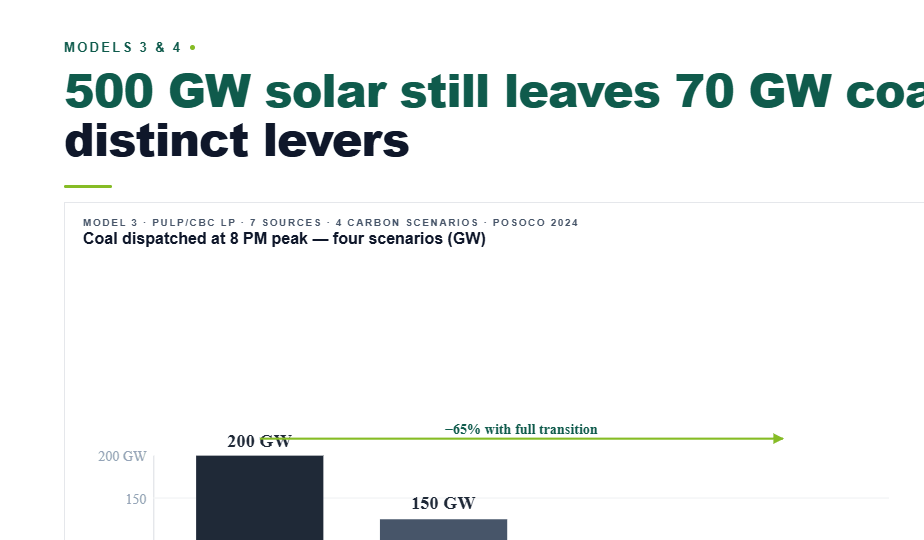 MODELS 3 & 4
500 GW solar still leaves 70 GW
distinct levers
MODEL 3 · PULP/CBC LP · 7 SOURCES · 4 CARBON SCENARIOS · POSOCO 2024
Coal dispatched at 8 PM peak — four scenarios (GW)
−65% with full transition
200 GW
200 GW
150
150 GW